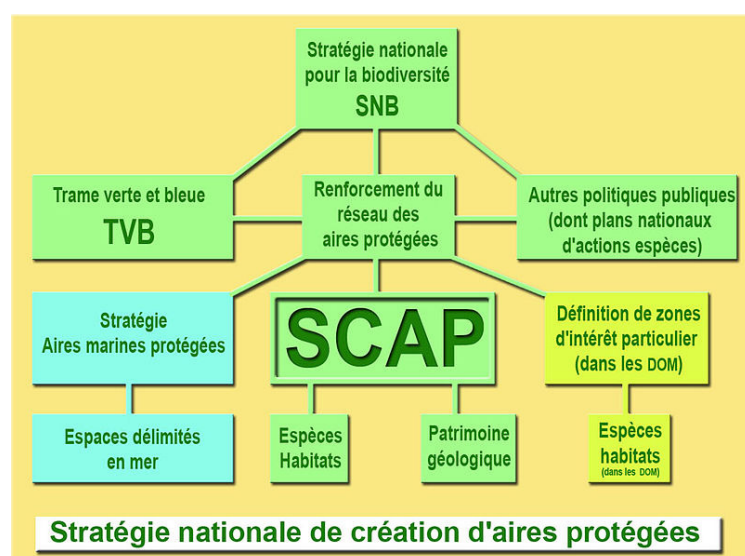 Stratégie nationale
pour la biodiversité
SNB
Trame verte et bleue
TVB
Renforcement du
réseau des
aires protégées
Autres politiques publiques
(dont plans nationaux
d'actions espèces)
Stratégie
Aires marines protégées
SCAP
Définition de zones
d'intérêt particulier
(dans les DOM)
Espaces délimités
en mer
Espèces
Habitats
Patrimoine
géologique
Espèces
habitats
(dans les DOM)
Stratégie nationale de création d'aires protégées